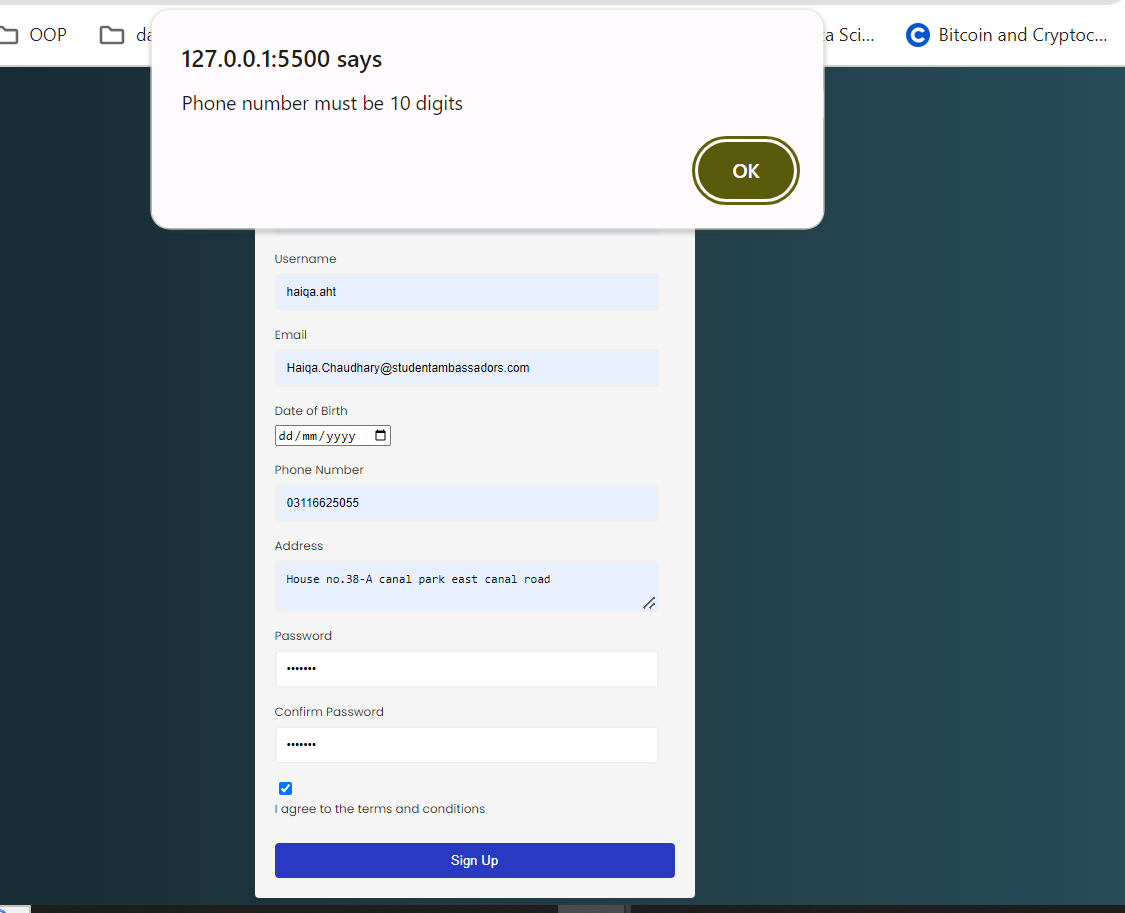 OOP
127.0.0.1:5500 says
Phone number must be 10 digits
OK
Sci...
Bitcoin and Cryptoc...
Username
haiqa.aht
Email
Haiqa.Chaudhary@studentambassadors.com
Date of Birth
dd/mm/yyyy
Phone Number
03116625055
Address
House no.38-A canal park east canal road
Password
•••••••
Confirm Password
•••••••
I agree to the terms and conditions
Sign Up